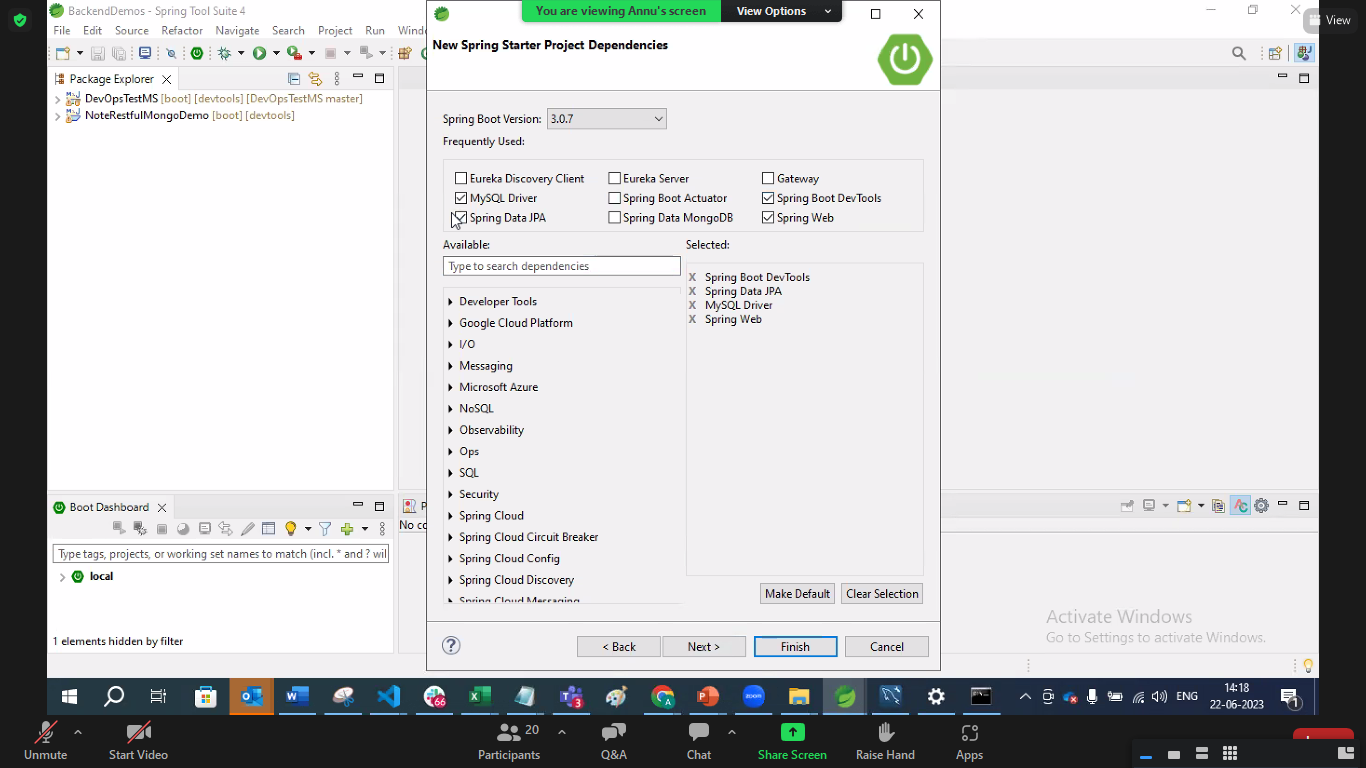 You are viewing Annu's screen
View Options
View
BackendDemos - Spring Tool Suite 4
File Edit Source Refactor Navigate Search Project Run
Package Explorer
DevOpsTestMS [boot] [devtools] [DevOpsTestMS master]
NoteRestfulMongoDemo [boot] [devtools]
New Spring Starter Project Dependencies
Spring Boot Version: 3.0.7
Frequently Used:
Eureka Discovery Client Eureka Server Gateway
MySQL Driver Spring Boot Actuator Spring Boot DevTools
Spring Data JPA Spring Data MongoDB Spring Web
Available: Selected:
Type to search dependencies
Spring Boot DevTools
Spring Data JPA
MySQL Driver
Spring Web
Developer Tools
Google Cloud Platform
I/O
Messaging
Microsoft Azure
NoSQL
Observability
Ops
SQL
Security
Spring Cloud
Spring Cloud Circuit Breaker
Spring Cloud Config
Spring Cloud Discovery
Spring Cloud Messaging
Make Default Clear Selection
< Back Next > Finish Cancel
Boot Dashboard
Type tags, projects, or working set names to match (incl. * and ? wil
local
1 elements hidden by filter
Activate Windows
Go to Settings to activate Windows.
66
3
ENG
14:18
22-06-2023
1
Unmute
Start Video
20
Participants
Q&A
Chat
Share Screen
Raise Hand
Apps